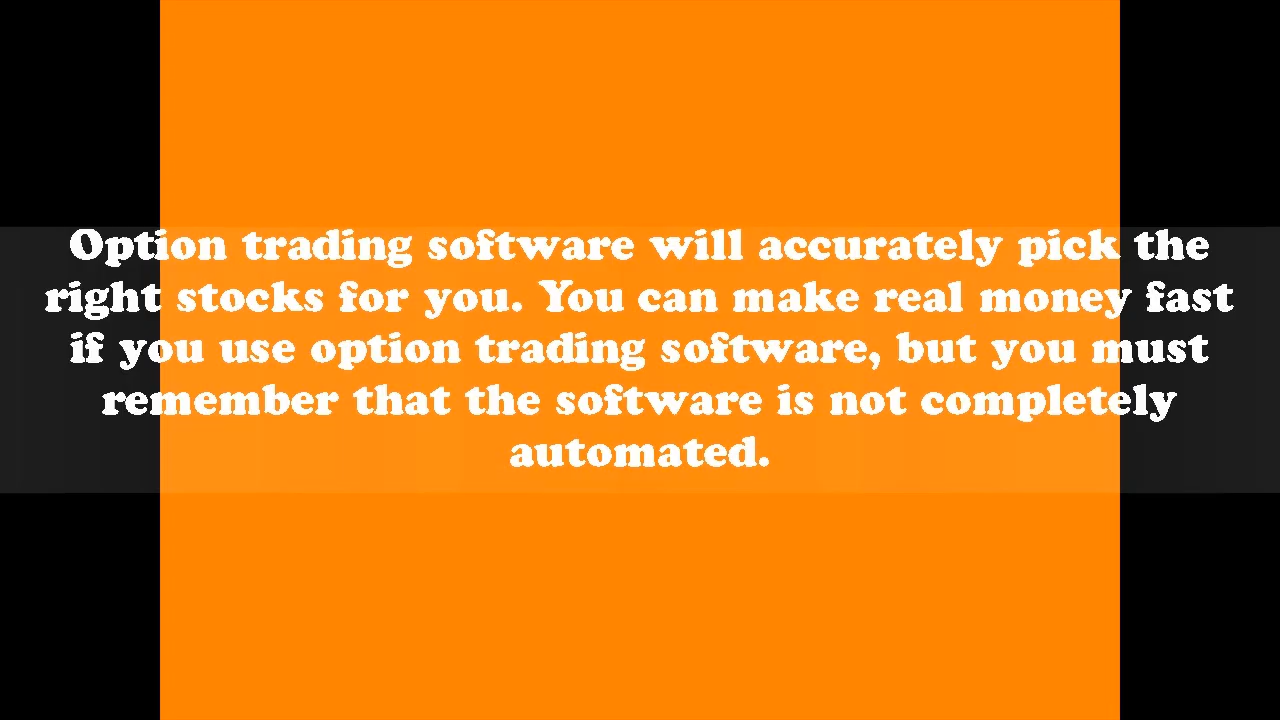 Option trading software will accurately pick the
right stocks for you. You can make real money fast
if you use option trading software, but you must
remember that the software is not completely
automated.